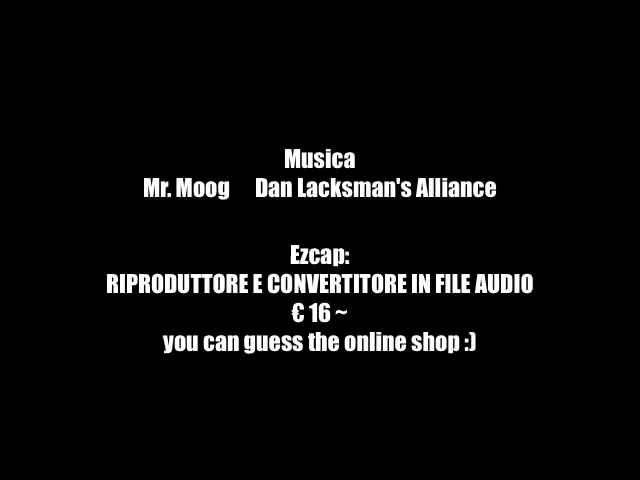 Musica
Mr. Moog Dan Lacksman's Alliance
Ezcap:
RIPRODUTTORE E CONVERTITORE IN FILE AUDIO
€ 16 ~
you can guess the online shop :)